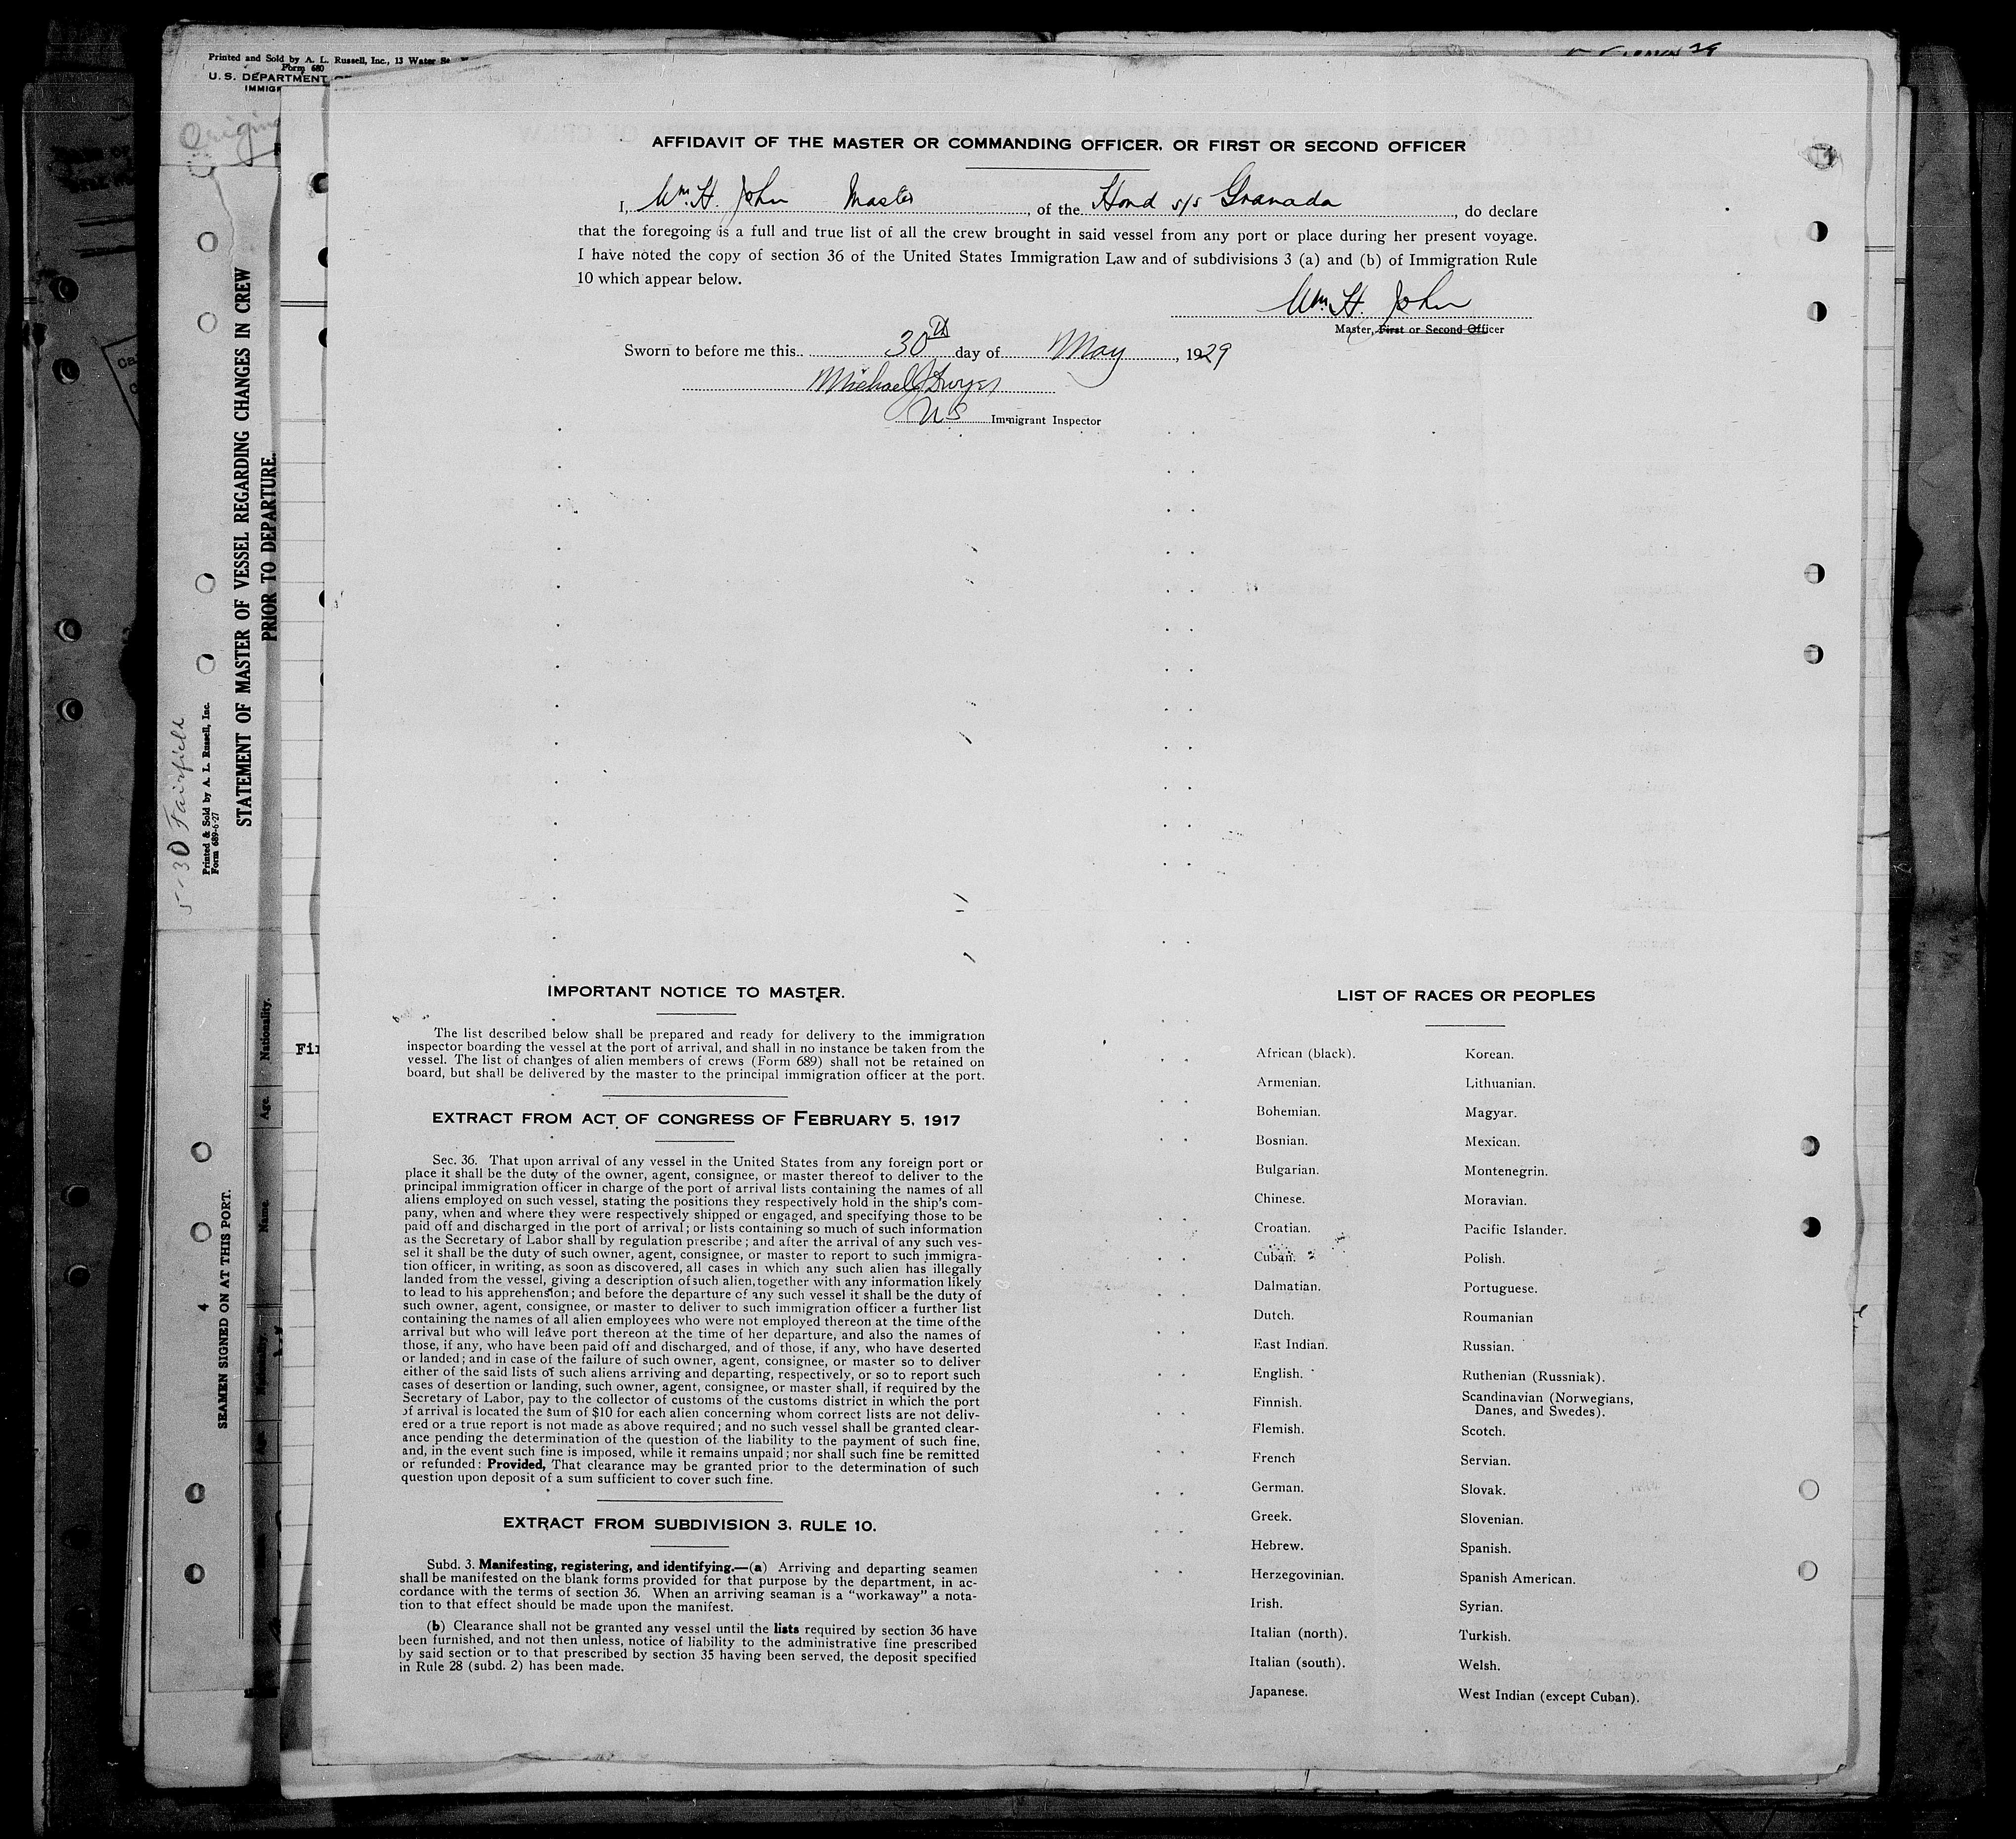 Printed and Sold by A. L. Russell, Inc., 13 Water
Form 680
U. S. DEPARTMENT
Origina
STATEMENT OF MASTER OF VESSEL REGARDING CHANGES IN CREW
PRIOR TO DEPARTURE.
Printed & Sold by A. L. Russell, Inc.
Form 689-6-27
5-30 Fairfield
Nationality.
Age.
Name.
4
SEAMEN SIGNED ON AT THIS PORT.
AFFIDAVIT OF THE MASTER OR COMMANDING OFFICER, OR FIRST OR SECOND OFFICER
I, Wm. H. John Master, of the Hond s/s Granada, do declare
that the foregoing is a full and true list of all the crew brought in said vessel from any port or place during her present voyage.
I have noted the copy of section 36 of the United States Immigration Law and of subdivisions 3 (a) and (b) of Immigration Rule
10 which appear below.
Wm. H. John
Master, First or Second Officer
Sworn to before me this 30th day of May, 1929
Michael J Dwyer
US Immigrant Inspector
IMPORTANT NOTICE TO MASTER.
The list described below shall be prepared and ready for delivery to the immigration
inspector boarding the vessel at the port of arrival, and shall in no instance be taken from the
vessel. The list of changes of alien members of crews (Form 689) shall not be retained on
board, but shall be delivered by the master to the principal immigration officer at the port.
EXTRACT FROM ACT OF CONGRESS OF FEBRUARY 5, 1917
Sec. 36. That upon arrival of any vessel in the United States from any foreign port or
place it shall be the duty of the owner, agent, consignee, or master thereof to deliver to the
principal immigration officer in charge of the port of arrival lists containing the names of all
aliens employed on such vessel, stating the positions they respectively hold in the ship's com-
pany, when and where they were respectively shipped or engaged, and specifying those to be
paid off and discharged in the port of arrival; or lists containing so much of such information
as the Secretary of Labor shall by regulation prescribe; and after the arrival of any such ves-
sel it shall be the duty of such owner, agent, consignee, or master to report to such immigra-
tion officer, in writing, as soon as discovered, all cases in which any such alien has illegally
landed from the vessel, giving a description of such alien, together with any information likely
to lead to his apprehension; and before the departure of any such vessel it shall be the duty of
such owner, agent, consignee, or master to deliver to such immigration officer a further list
containing the names of all alien employees who were not employed thereon at the time of the
arrival but who will leave port thereon at the time of her departure, and also the names of
those, if any, who have been paid off and discharged, and of those, if any, who have deserted
or landed; and in case of the failure of such owner, agent, consignee, or master so to deliver
either of the said lists of such aliens arriving and departing, respectively, or so to report such
cases of desertion or landing, such owner, agent, consignee, or master shall, if required by the
Secretary of Labor, pay to the collector of customs of the customs district in which the port
of arrival is located the sum of $10 for each alien concerning whom correct lists are not deliv-
ered or a true report is not made as above required; and no such vessel shall be granted clear-
ance pending the determination of the question of the liability to the payment of such fine,
and, in the event such fine is imposed, while it remains unpaid; nor shall such fine be remitted
or refunded: Provided, That clearance may be granted prior to the determination of such
question upon deposit of a sum sufficient to cover such fine.
EXTRACT FROM SUBDIVISION 3, RULE 10.
Subd. 3. Manifesting, registering, and identifying.—(a) Arriving and departing seamen
shall be manifested on the blank forms provided for that purpose by the department, in ac-
cordance with the terms of section 36. When an arriving seaman is a "workaway" a nota-
tion to that effect should be made upon the manifest.
(b) Clearance shall not be granted any vessel until the lists required by section 36 have
been furnished, and not then unless, notice of liability to the administrative fine prescribed
by said section or to that prescribed by section 35 having been served, the deposit specified
in Rule 28 (subd. 2) has been made.
LIST OF RACES OR PEOPLES
African (black). Korean.
Armenian. Lithuanian.
Bohemian. Magyar.
Bosnian. Mexican.
Bulgarian. Montenegrin.
Chinese. Moravian.
Croatian. Pacific Islander.
Cuban. Polish.
Dalmatian. Portuguese.
Dutch. Roumanian
East Indian. Russian.
English. Ruthenian (Russniak).
Finnish. Scandinavian (Norwegians,
Danes, and Swedes).
Flemish. Scotch.
French Servian.
German. Slovak.
Greek. Slovenian.
Hebrew. Spanish.
Herzegovinian. Spanish American.
Irish. Syrian.
Italian (north). Turkish.
Italian (south). Welsh.
Japanese. West Indian (except Cuban).